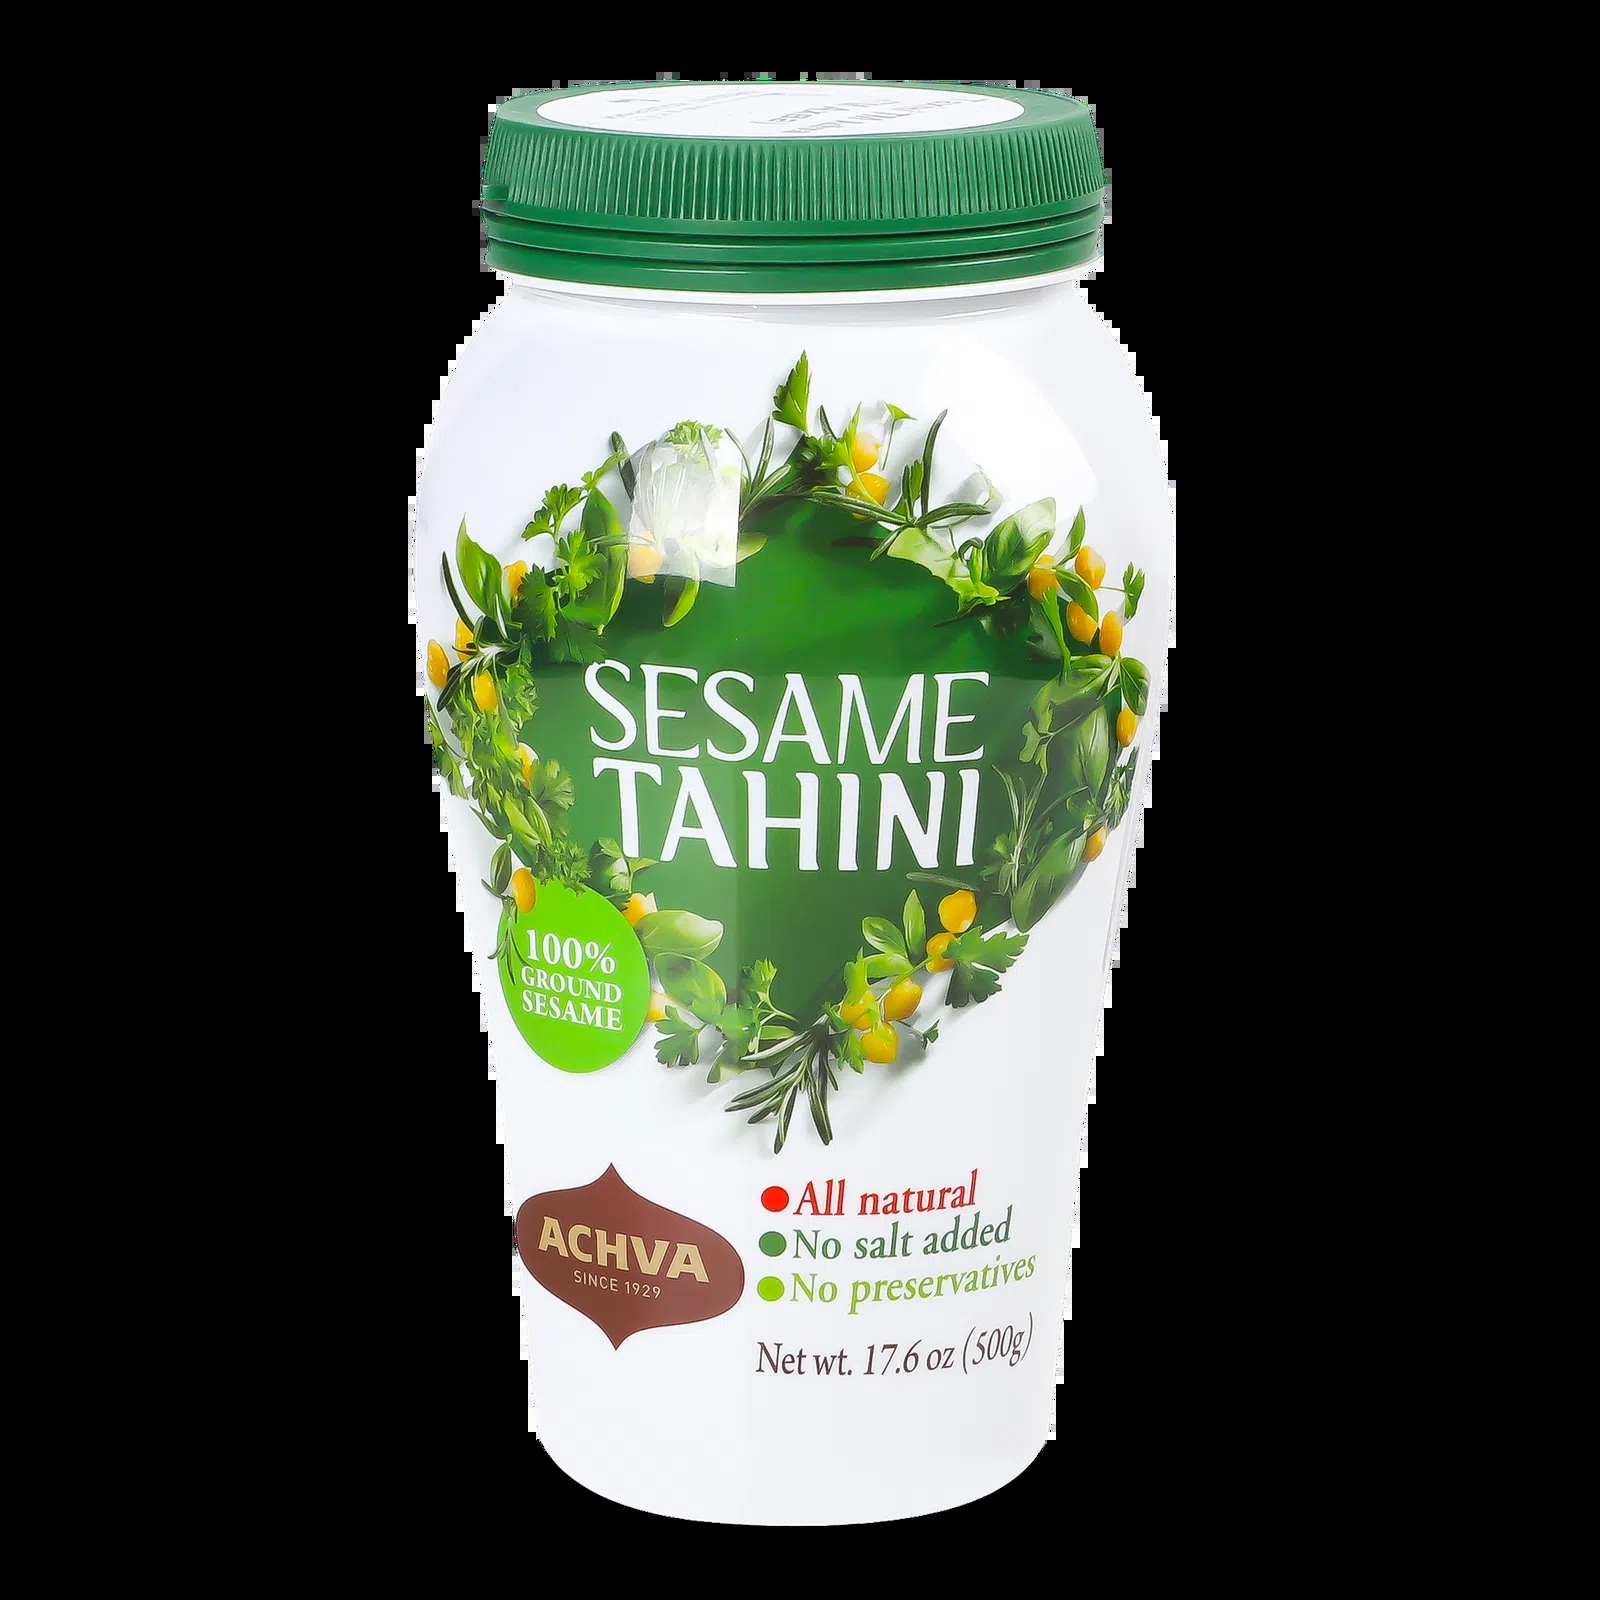 SESAME
TAHINI
100%
GROUND
SESAME
ACHVA
SINCE 1929
All natural
No salt added
No preservatives
Net wt. 17.6 oz (500g)